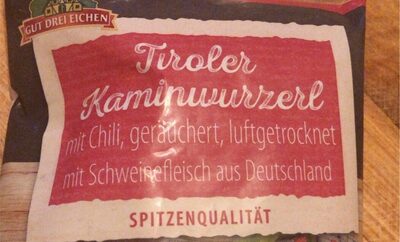 GUT DREI EICHEN
Tiroler
Kaminwurzerl
mit Chili, geräuchert, luftgetrocknet
mit Schweinefleisch aus Deutschland
SPITZENQUALITÄT